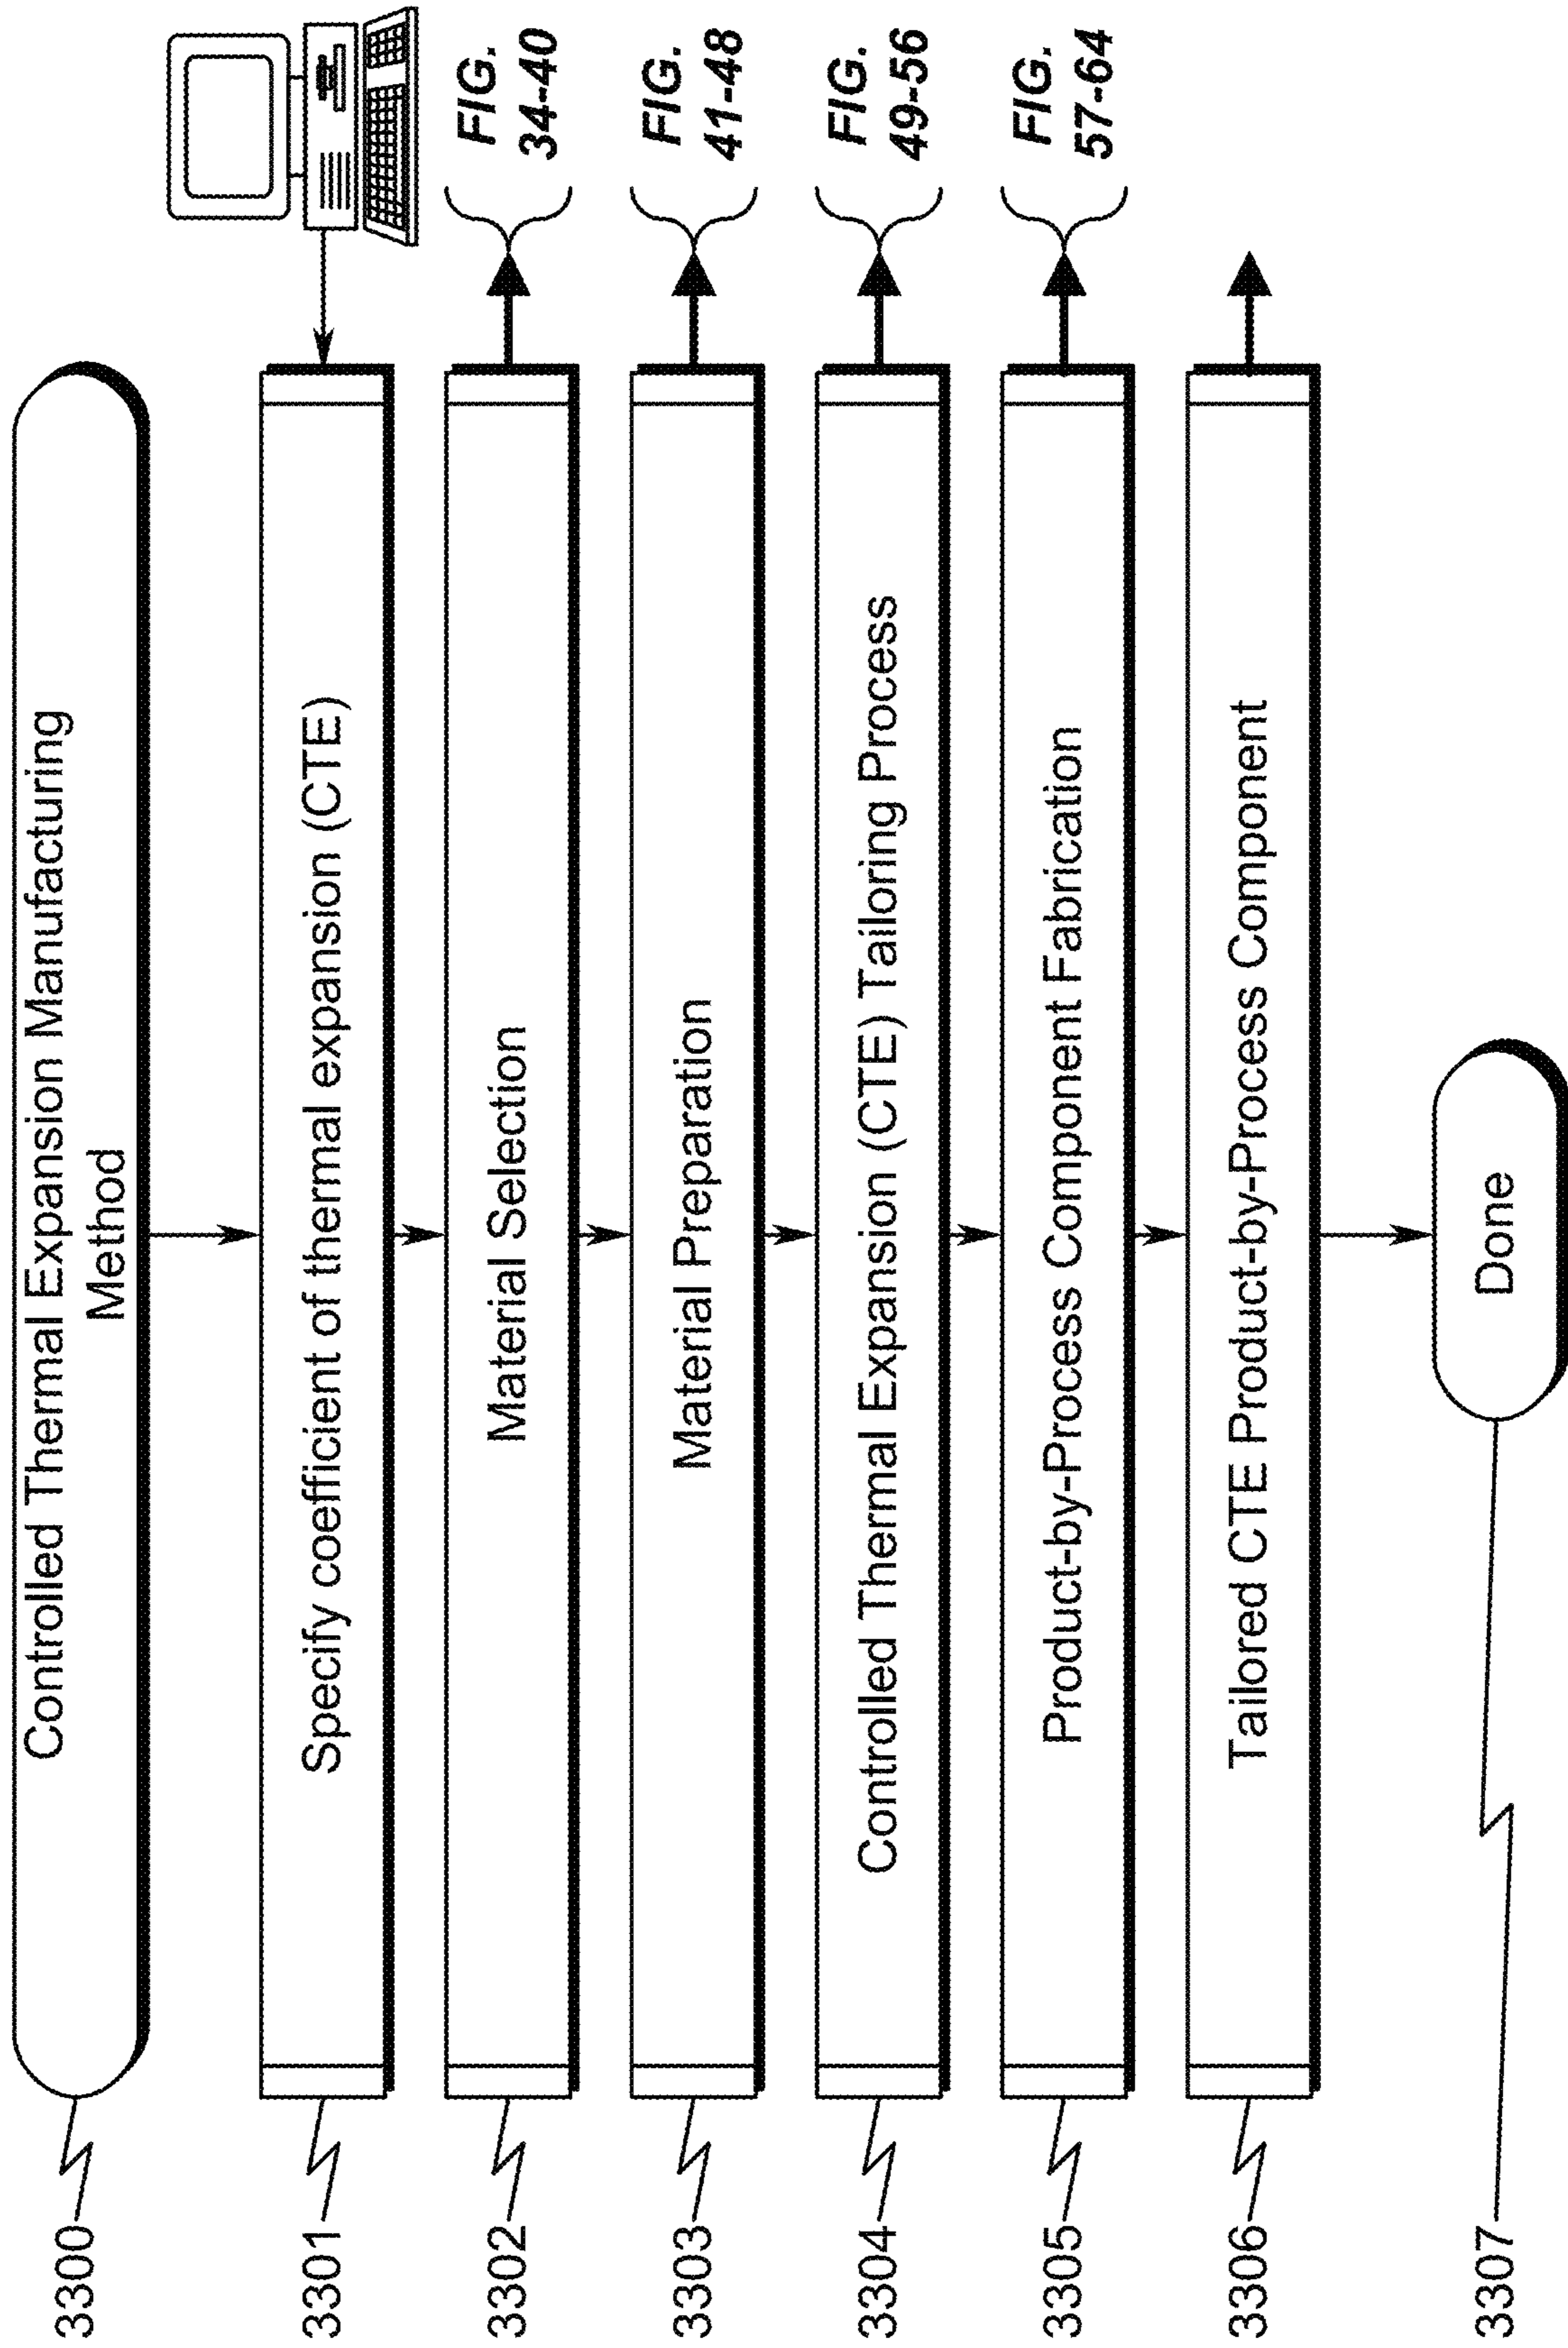 Controlled Thermal Expansion Manufacturing
Method
3300
Specify coefficient of thermal expansion (CTE)
3301
Material Selection
3302
FIG.
34-40
Material Preparation
3303
FIG.
41-48
Controlled Thermal Expansion (CTE) Tailoring Process
3304
FIG.
49-56
Product-by-Process Component Fabrication
3305
FIG.
57-64
Tailored CTE Product-by-Process Component
3306
Done
3307